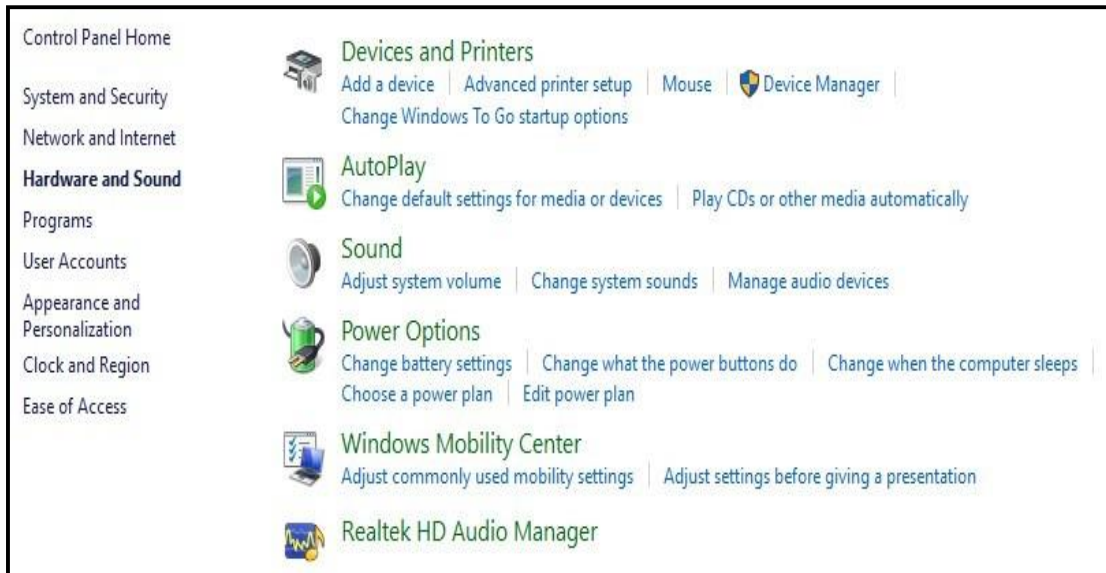 Control Panel Home
System and Security
Network and Internet
Hardware and Sound
Programs
User Accounts
Appearance and
Personalization
Clock and Region
Ease of Access
Devices and Printers
Add a device | Advanced printer setup | Mouse | Device Manager |
Change Windows To Go startup options
AutoPlay
Change default settings for media or devices | Play CDs or other media automatically
Sound
Adjust system volume | Change system sounds | Manage audio devices
Power Options
Change battery settings | Change what the power buttons do | Change when the computer sleeps |
Choose a power plan | Edit power plan
Windows Mobility Center
Adjust commonly used mobility settings | Adjust settings before giving a presentation
Realtek HD Audio Manager